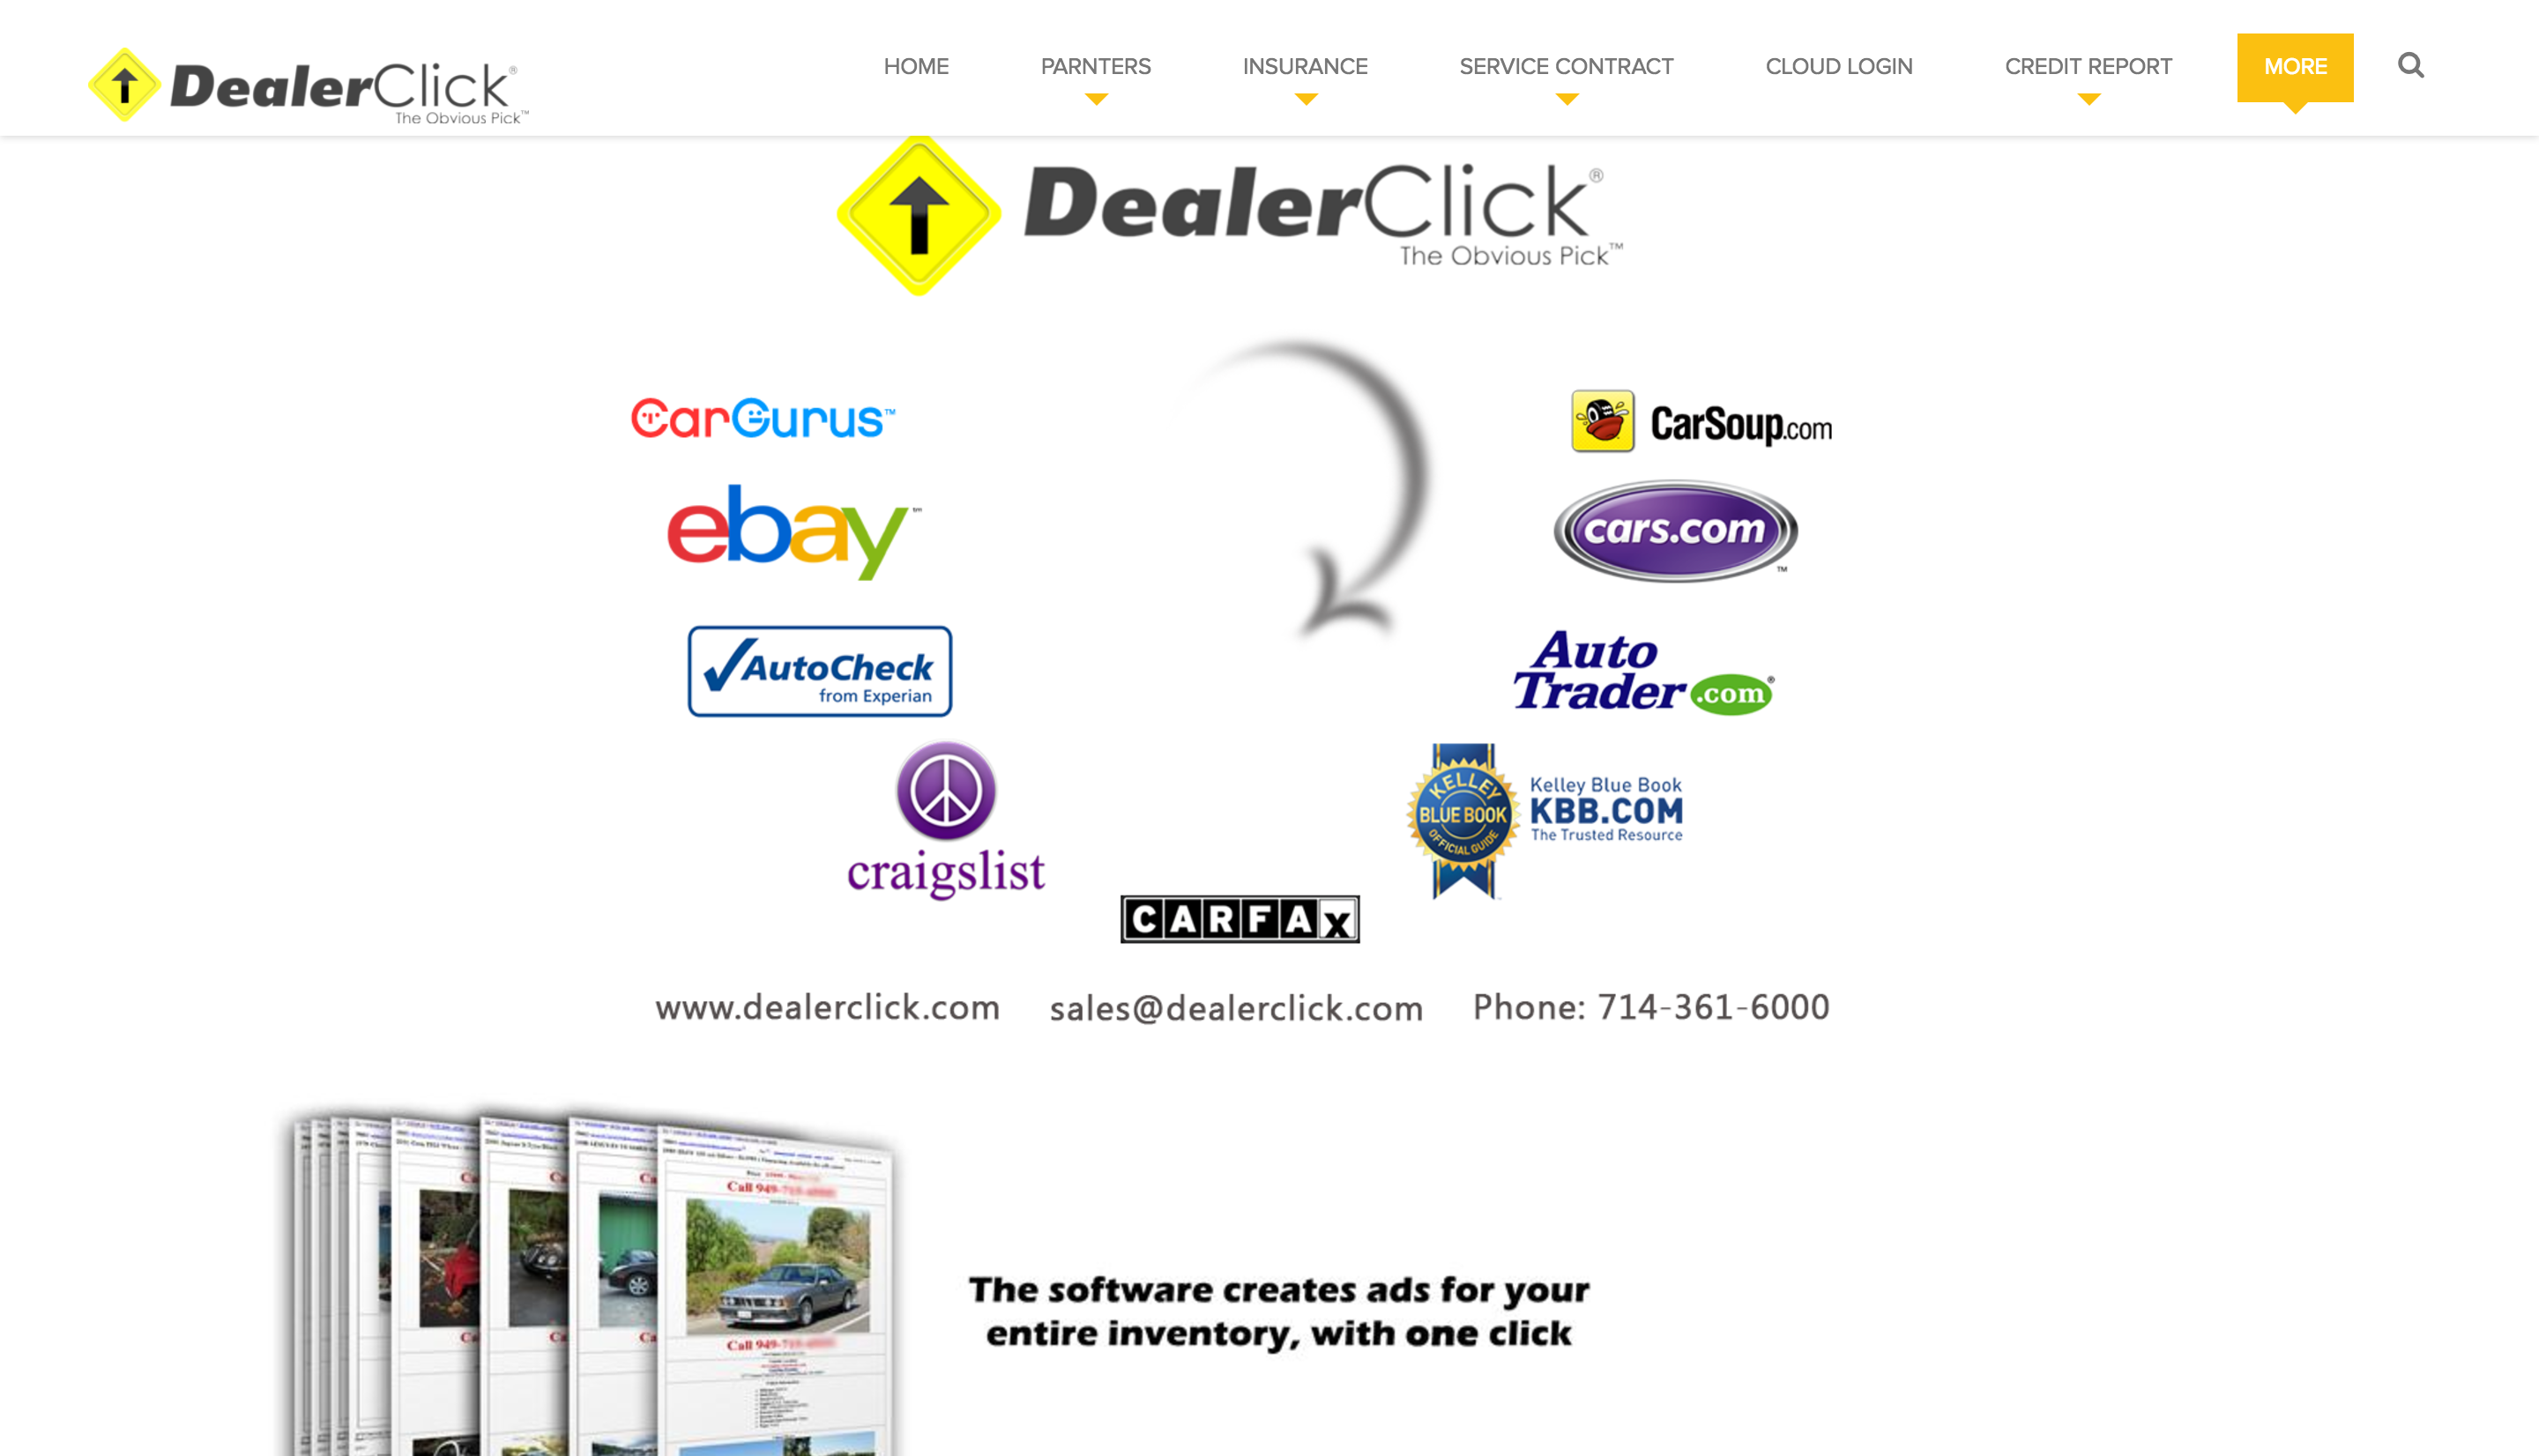 DealerClick®
The Obvious Pick™
HOME
PARNTERS
INSURANCE
SERVICE CONTRACT
CLOUD LOGIN
CREDIT REPORT
MORE
DealerClick®
The Obvious Pick™
CarGurus™
CarSoup.com
ebay™
cars.com™
AutoCheck
from Experian
Auto
Trader.com®
craigslist
KELLEY
BLUE BOOK
OFFICIAL GUIDE
Kelley Blue Book
KBB.COM
The Trusted Resource
CARFAX
www.dealerclick.com
sales@dealerclick.com
Phone: 714-361-6000
Call 949-
Call 949-
The software creates ads for your
entire inventory, with one click